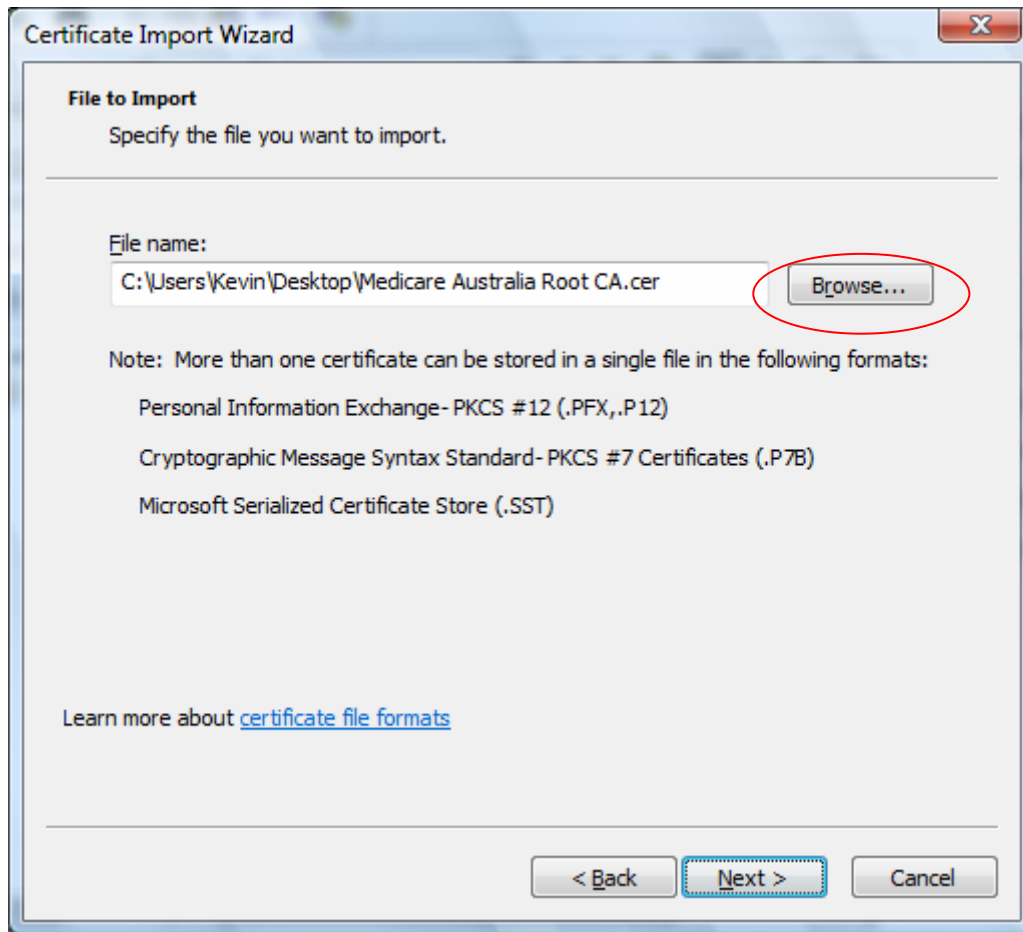 Certificate Import Wizard
File to Import
Specify the file you want to import.
File name:
C:\Users\Kevin\Desktop\Medicare Australia Root CA.cer
Browse...
Note:  More than one certificate can be stored in a single file in the following formats:
Personal Information Exchange- PKCS #12 (.PFX,.P12)
Cryptographic Message Syntax Standard- PKCS #7 Certificates (.P7B)
Microsoft Serialized Certificate Store (.SST)
Learn more about certificate file formats
< Back Next > Cancel